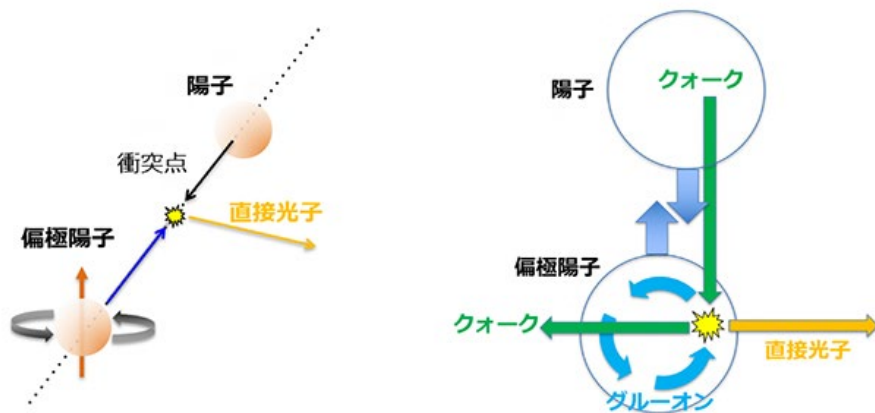 陽子
衝突点
直接光子
偏極陽子
陽子
クォーク
偏極陽子
クォーク
直接光子
グルーオン